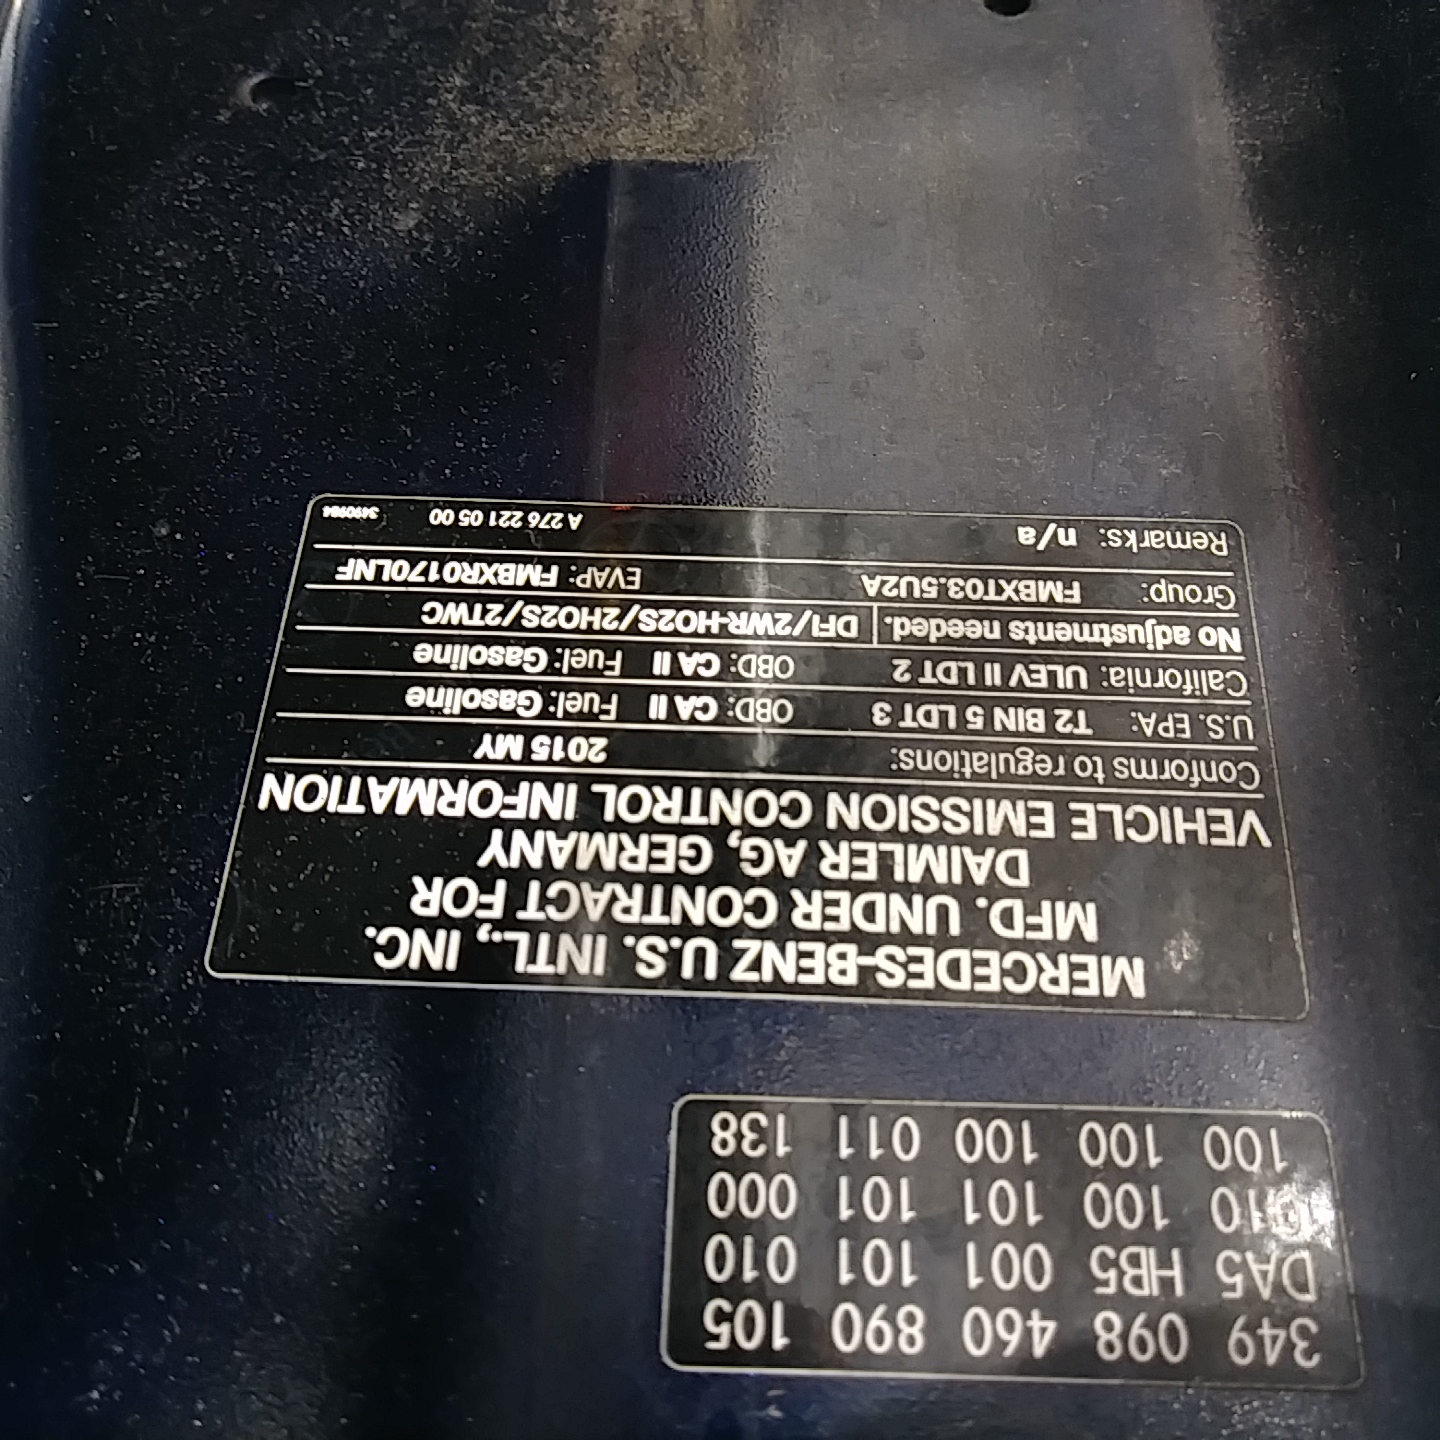 349 098 460 890 105
DA5 HB5 001 101 010
010 100 101 101 000
100 100 100 011 138
MERCEDES-BENZ U.S. INTL., INC.
MFD. UNDER CONTRACT FOR
DAIMLER AG, GERMANY
VEHICLE EMISSION CONTROL INFORMATION
Conforms to regulations: 2015 MY
U.S. EPA: T2 BIN 5 LDT 3 OBD: CA II Fuel: Gasoline
California: ULEV II LDT 2 OBD: CA II Fuel: Gasoline
No adjustments needed. DFI/2WR-HO2S/2HO2S/2TWC
Group: FMBXT03.5U2A EVAP: FMBXR0170LNF
Remarks: n/a A 276 221 05 00 3490984